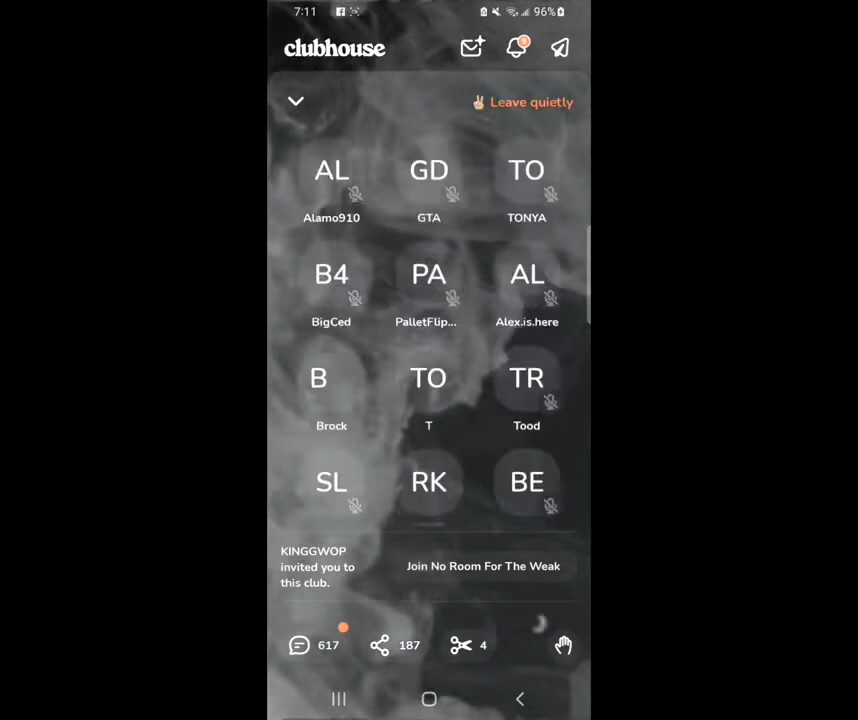 7:11
96%
clubhouse
9
✌🏻 Leave quietly
AL GD TO
Alamo910 GTA TONYA
B4 PA AL
BigCed PalletFlip... Alex.is.here
B TO TR
Brock T Tood
SL RK BE
KINGGWOP
invited you to
this club.
Join No Room For The Weak
617 187 4